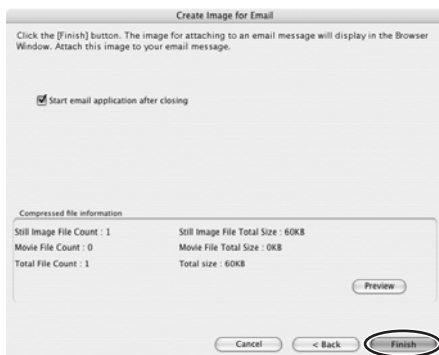 Create Image for Email
Click the [Finish] button. The image for attaching to an email message will display in the Browser
Window. Attach this image to your email message.
Start email application after closing
Compressed file information
Still Image File Count : 1 Still Image File Total Size : 60KB
Movie File Count : 0 Movie File Total Size : 0KB
Total File Count : 1 Total size : 60KB
Preview
Cancel < Back Finish